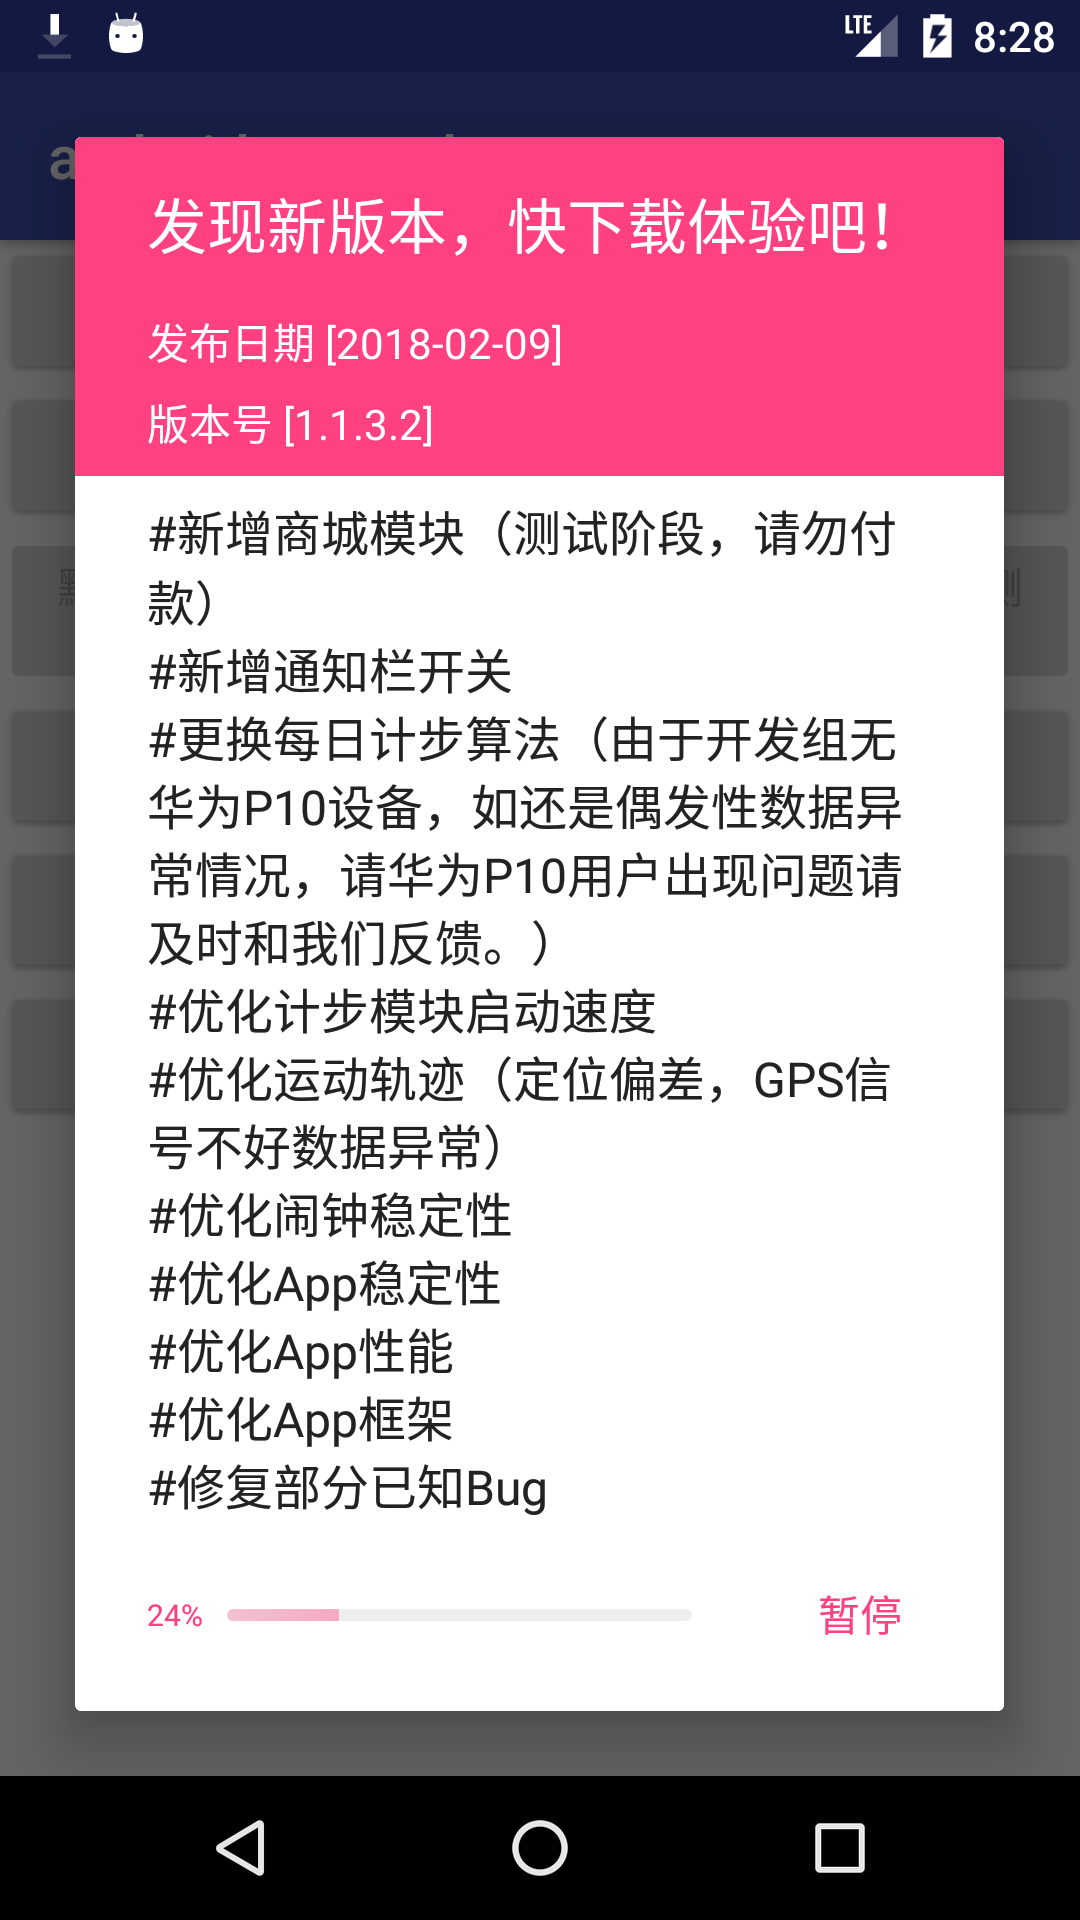 LTE 8:28
发现新版本，快下载体验吧！
发布日期 [2018-02-09]
版本号 [1.1.3.2]
#新增商城模块（测试阶段，请勿付
款）
#新增通知栏开关
#更换每日计步算法（由于开发组无
华为P10设备，如还是偶发性数据异
常情况，请华为P10用户出现问题请
及时和我们反馈。）
#优化计步模块启动速度
#优化运动轨迹（定位偏差，GPS信
号不好数据异常）
#优化闹钟稳定性
#优化App稳定性
#优化App性能
#优化App框架
#修复部分已知Bug
24% 暂停